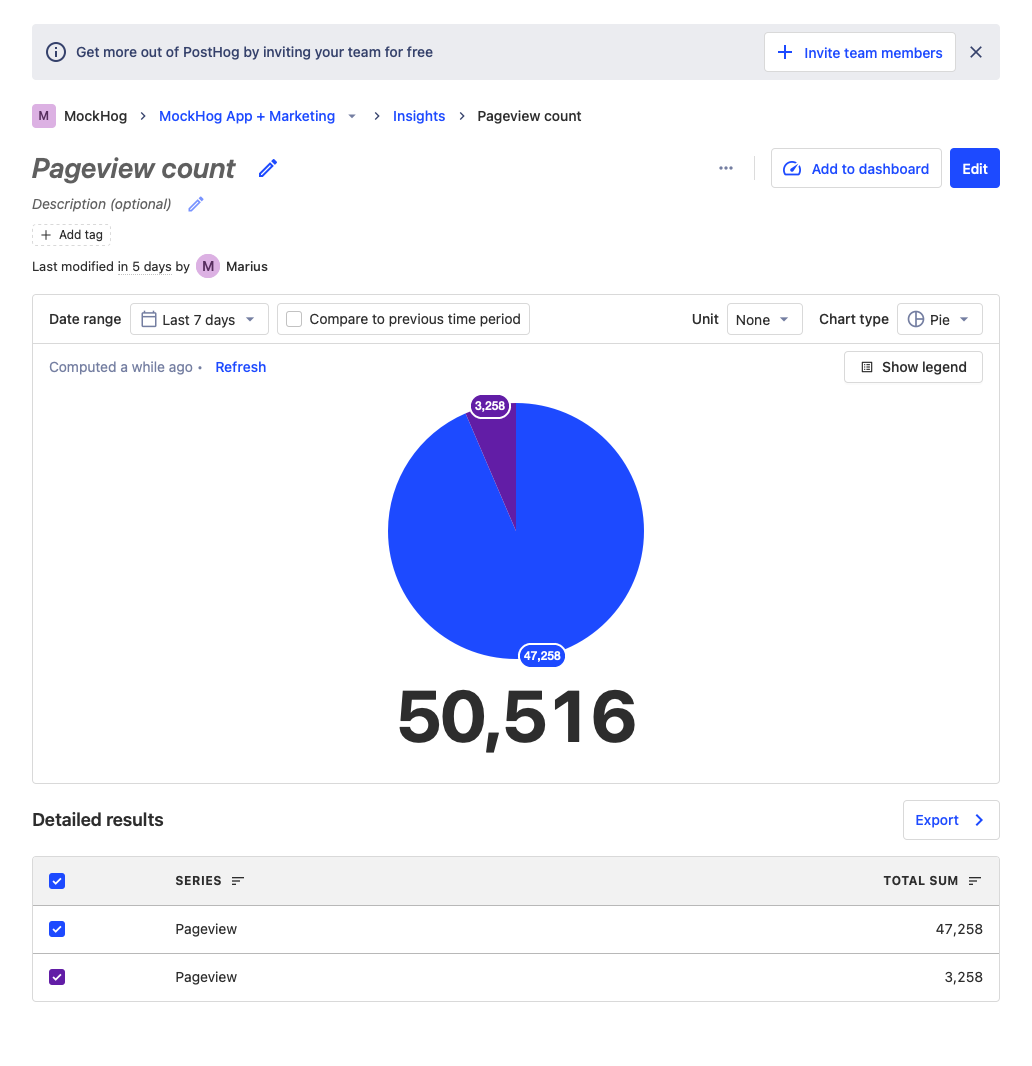 Get more out of PostHog by inviting your team for free
Invite team members
M MockHog > MockHog App + Marketing > Insights > Pageview count
Pageview count
Add to dashboard
Edit
Description (optional)
Add tag
Last modified in 5 days by M Marius
Date range Last 7 days Compare to previous time period Unit None Chart type Pie
Computed a while ago • Refresh
Show legend
3,258
47,258
50,516
Detailed results
Export
SERIES TOTAL SUM
Pageview 47,258
Pageview 3,258